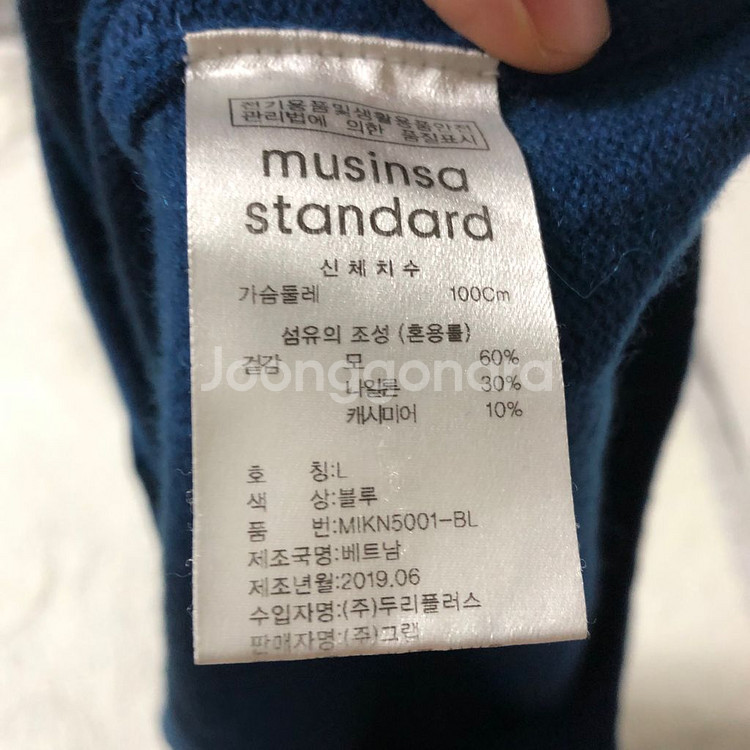 전기용품및생활용품안전
관리법에 의한 품질표시
musinsa
standard
신체치수
가슴둘레 100Cm
섬유의 조성 (혼용률)
겉감 모 60%
나일론 30%
캐시미어 10%
Joonggonara
호 칭:L
색 상:블루
품 번:MIKN5001-BL
제조국명:베트남
제조년월:2019.06
수입자명:(주)두리플러스
판매자명:(주)그랩